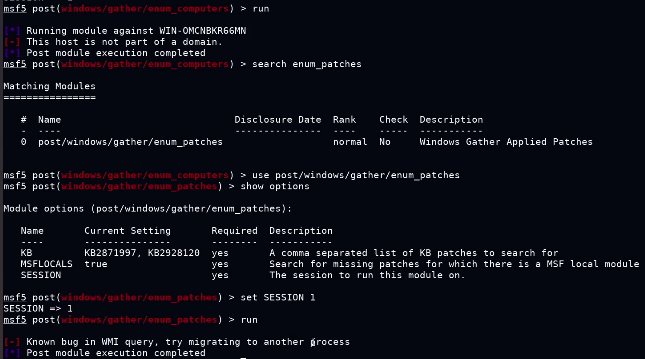 msf5 post(windows/gather/enum_computers) > run
[*] Running module against WIN-OMCNBKR66MN
[-] This host is not part of a domain.
[*] Post module execution completed
msf5 post(windows/gather/enum_computers) > search enum_patches
Matching Modules
================
#  Name                                Disclosure Date  Rank    Check  Description
-  ----                                ---------------  ----    -----  -----------
0  post/windows/gather/enum_patches                     normal  No     Windows Gather Applied Patches
msf5 post(windows/gather/enum_computers) > use post/windows/gather/enum_patches
msf5 post(windows/gather/enum_patches) > show options
Module options (post/windows/gather/enum_patches):
Name       Current Setting       Required  Description
----       ---------------       --------  -----------
KB         KB2871997, KB2928120  yes       A comma separated list of KB patches to search for
MSFLOCALS  true                  yes       Search for missing patches for which there is a MSF local module
SESSION                          yes       The session to run this module on.
msf5 post(windows/gather/enum_patches) > set SESSION 1
SESSION => 1
msf5 post(windows/gather/enum_patches) > run
[-] Known bug in WMI query, try migrating to another process
[*] Post module execution completed